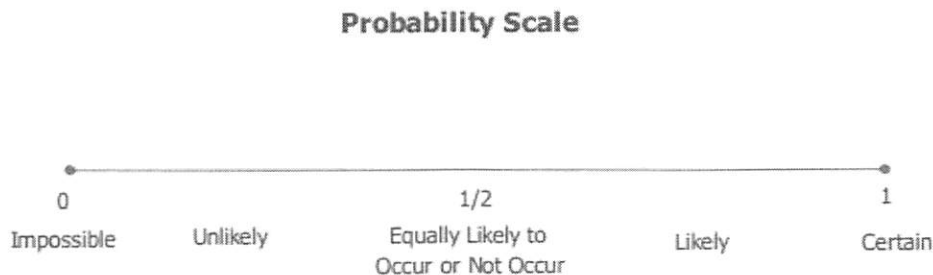 Probability Scale
0
1/2
1
Impossible
Unlikely
Equally Likely to
Occur or Not Occur
Likely
Certain